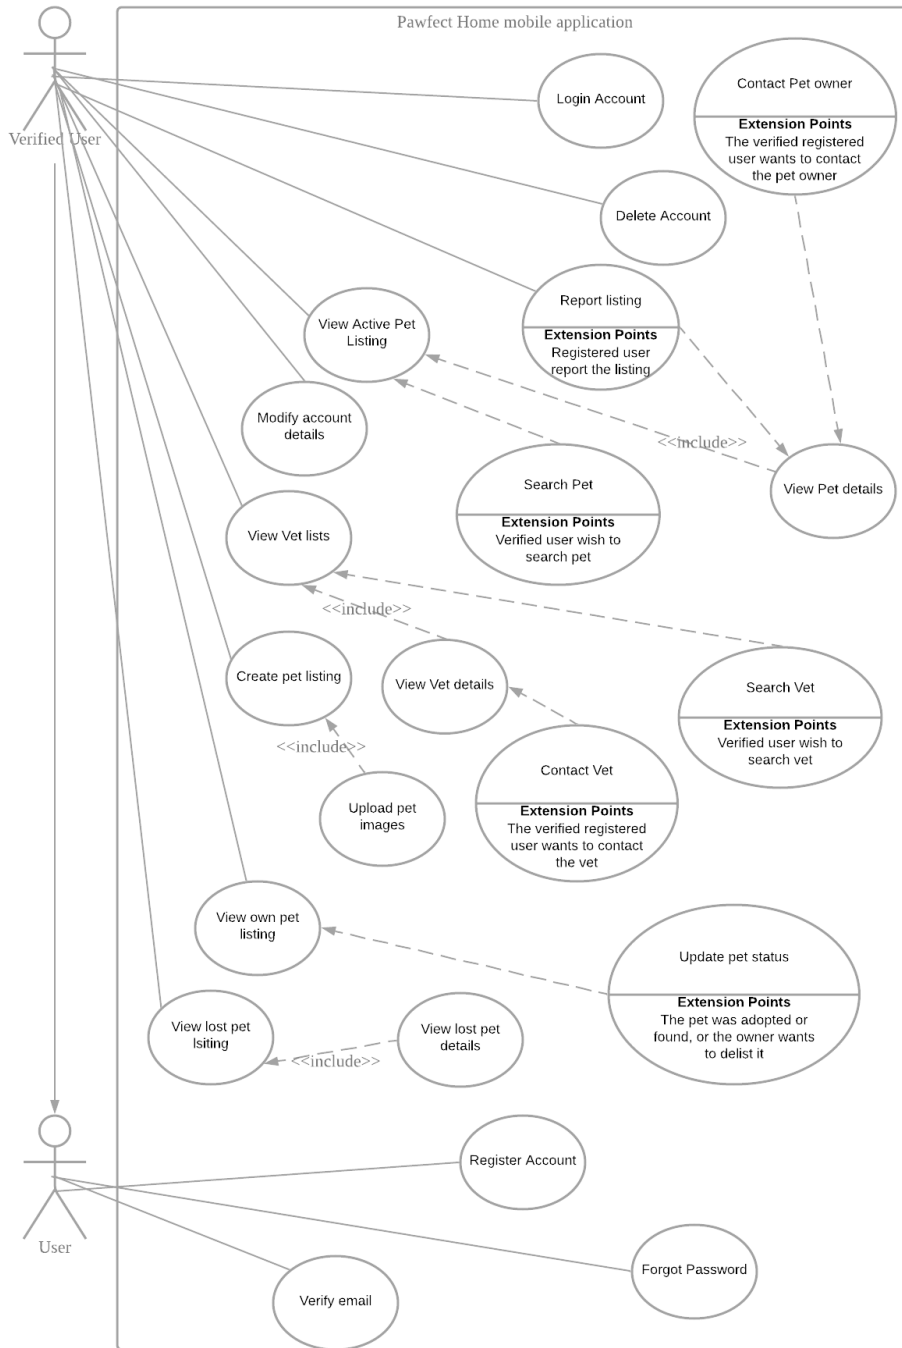 Pawfect Home mobile application
Verified User
Login Account
Contact Pet owner
Extension Points
The verified registered
user wants to contact
the pet owner
Delete Account
Report listing
Extension Points
Registered user
report the listing
View Active Pet
Listing
Modify account
details
<<include>>
View Pet details
Search Pet
Extension Points
Verified user wish to
search pet
View Vet lists
<<include>>
Create pet listing
View Vet details
Search Vet
Extension Points
Verified user wish to
search vet
<<include>>
Upload pet
images
Contact Vet
Extension Points
The verified registered
user wants to contact
the vet
View own pet
listing
Update pet status
Extension Points
The pet was adopted or
found, or the owner wants
to delist it
View lost pet
lsiting
<<include>>
View lost pet
details
User
Register Account
Forgot Password
Verify email